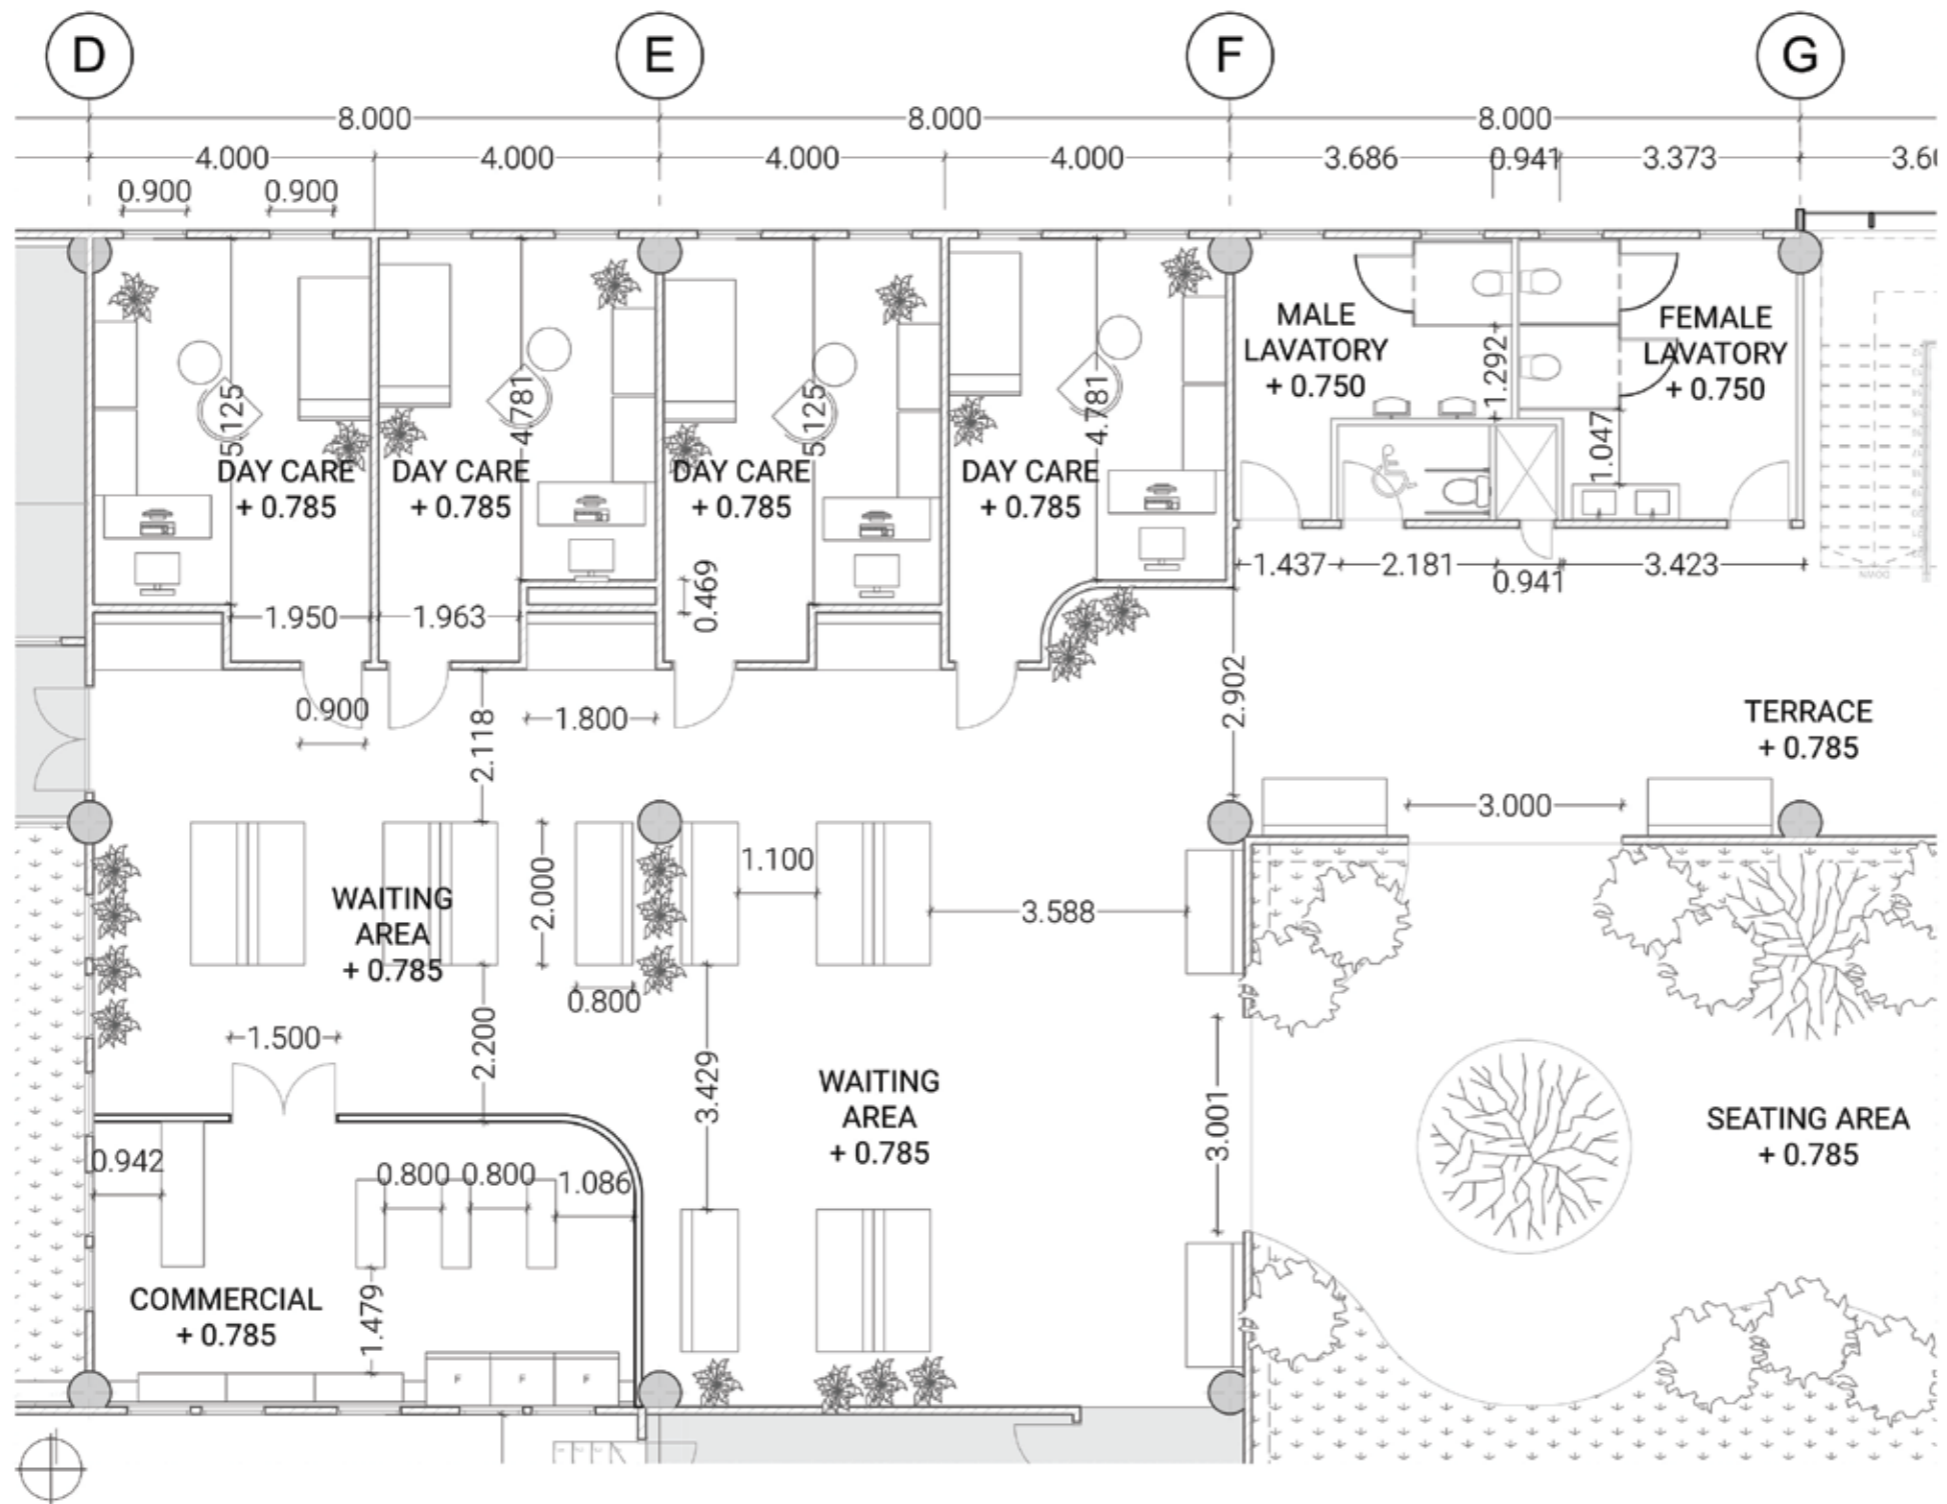 D
E
F
G
8.000
8.000
8.000
4.000
4.000
4.000
4.000
3.686
0.941
3.373
0.900
0.900
MALE
LAVATORY
+ 0.750
FEMALE
LAVATORY
+ 0.750
1.292
1.047
5.125
4.781
5.125
4.781
DAY CARE
+ 0.785
DAY CARE
+ 0.785
DAY CARE
+ 0.785
DAY CARE
+ 0.785
1.437
2.181
0.941
3.423
DOWN
0.469
1.950
1.963
0.900
2.118
1.800
2.902
TERRACE
+ 0.785
3.000
WAITING
AREA
+ 0.785
2.000
1.100
3.588
0.800
1.500
2.200
3.429
WAITING
AREA
+ 0.785
3.001
SEATING AREA
+ 0.785
0.942
0.800
0.800
1.086
COMMERCIAL
+ 0.785
1.479
F
F
F